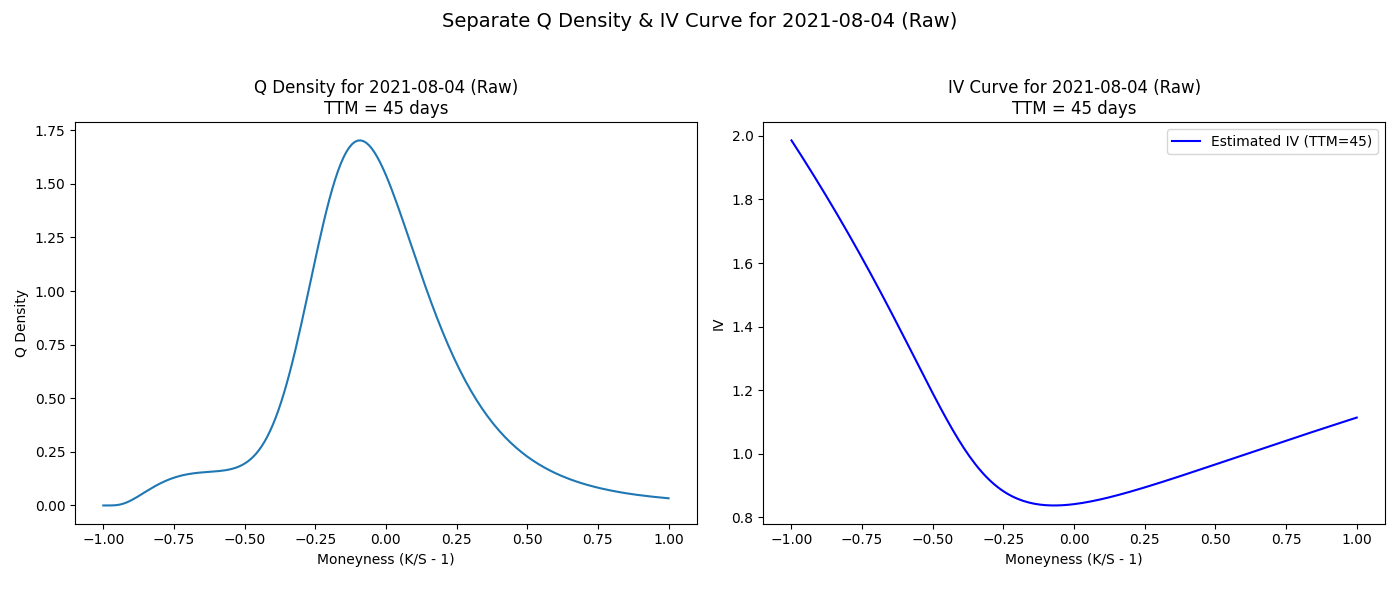 Separate Q Density & IV Curve for 2021-08-04 (Raw)
Q Density for 2021-08-04 (Raw)
TTM = 45 days
1.75
1.50
1.25
1.00
0.75
0.50
0.25
0.00
Q Density
−1.00 −0.75 −0.50 −0.25 0.00 0.25 0.50 0.75 1.00
Moneyness (K/S - 1)
IV Curve for 2021-08-04 (Raw)
TTM = 45 days
Estimated IV (TTM=45)
2.0
1.8
1.6
1.4
1.2
1.0
0.8
IV
−1.00 −0.75 −0.50 −0.25 0.00 0.25 0.50 0.75 1.00
Moneyness (K/S - 1)